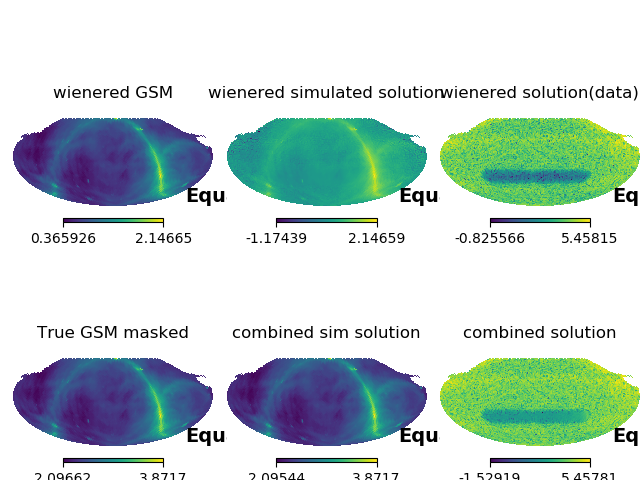 wienered GSM
wienered simulated solution
wienered solution(data)
Equ
Equ
Eq
0.365926 2.14665
-1.17439 2.14659
-0.825566 5.45815
True GSM masked
combined sim solution
combined solution
Equ
Equ
Eq
2.09662 3.8717
2.09544 3.8717
-1.52919 5.45781